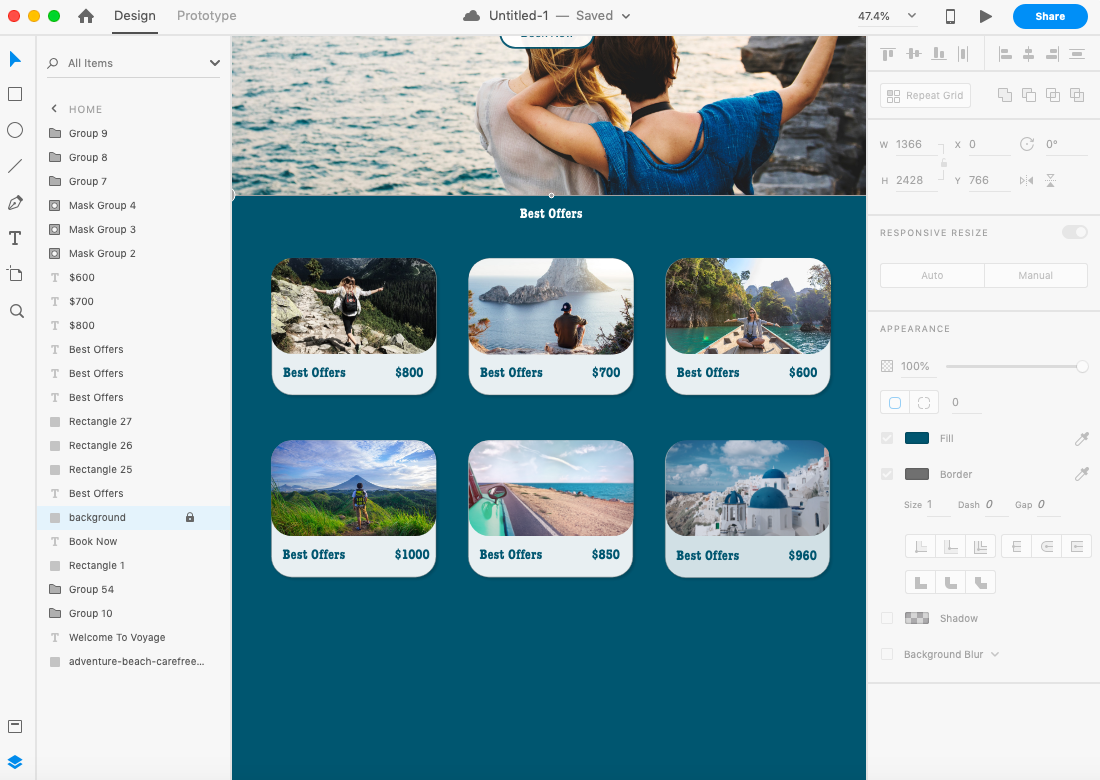 Design
Prototype
Untitled-1 — Saved
47.4%
Share
All Items
HOME
Group 9
Group 8
Group 7
Mask Group 4
Mask Group 3
Mask Group 2
T $600
T $700
T $800
T Best Offers
T Best Offers
T Best Offers
Rectangle 27
Rectangle 26
Rectangle 25
T Best Offers
background
T Book Now
Rectangle 1
Group 54
Group 10
T Welcome To Voyage
adventure-beach-carefree...
Best Offers
Best Offers $800
Best Offers $700
Best Offers $600
Best Offers $1000
Best Offers $850
Best Offers $960
Repeat Grid
W 1366 X 0 0°
H 2428 Y 766
RESPONSIVE RESIZE
Auto Manual
APPEARANCE
100%
0
Fill
Border
Size 1 Dash 0 Gap 0
Shadow
Background Blur